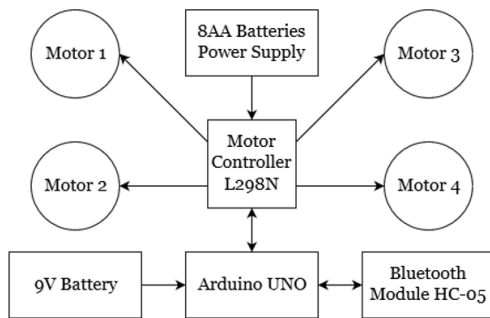 Motor 1
8AA Batteries
Power Supply
Motor 3
Motor
Controller
L298N
Motor 2
Motor 4
9V Battery
Arduino UNO
Bluetooth
Module HC-05